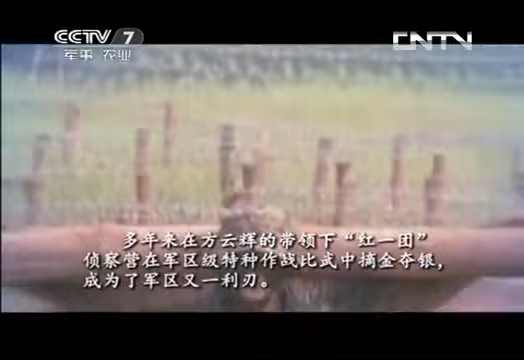 CCTV 7
CNTV
军事 农业
多年来在方云辉的带领下“红一团”
侦察营在军区级特种作战比武中摘金夺银，
成为了军区又一利刃。